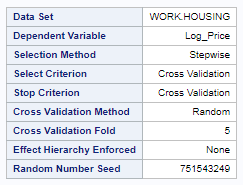 Data Set WORK.HOUSING
Dependent Variable Log_Price
Selection Method Stepwise
Select Criterion Cross Validation
Stop Criterion Cross Validation
Cross Validation Method Random
Cross Validation Fold 5
Effect Hierarchy Enforced None
Random Number Seed 751543249